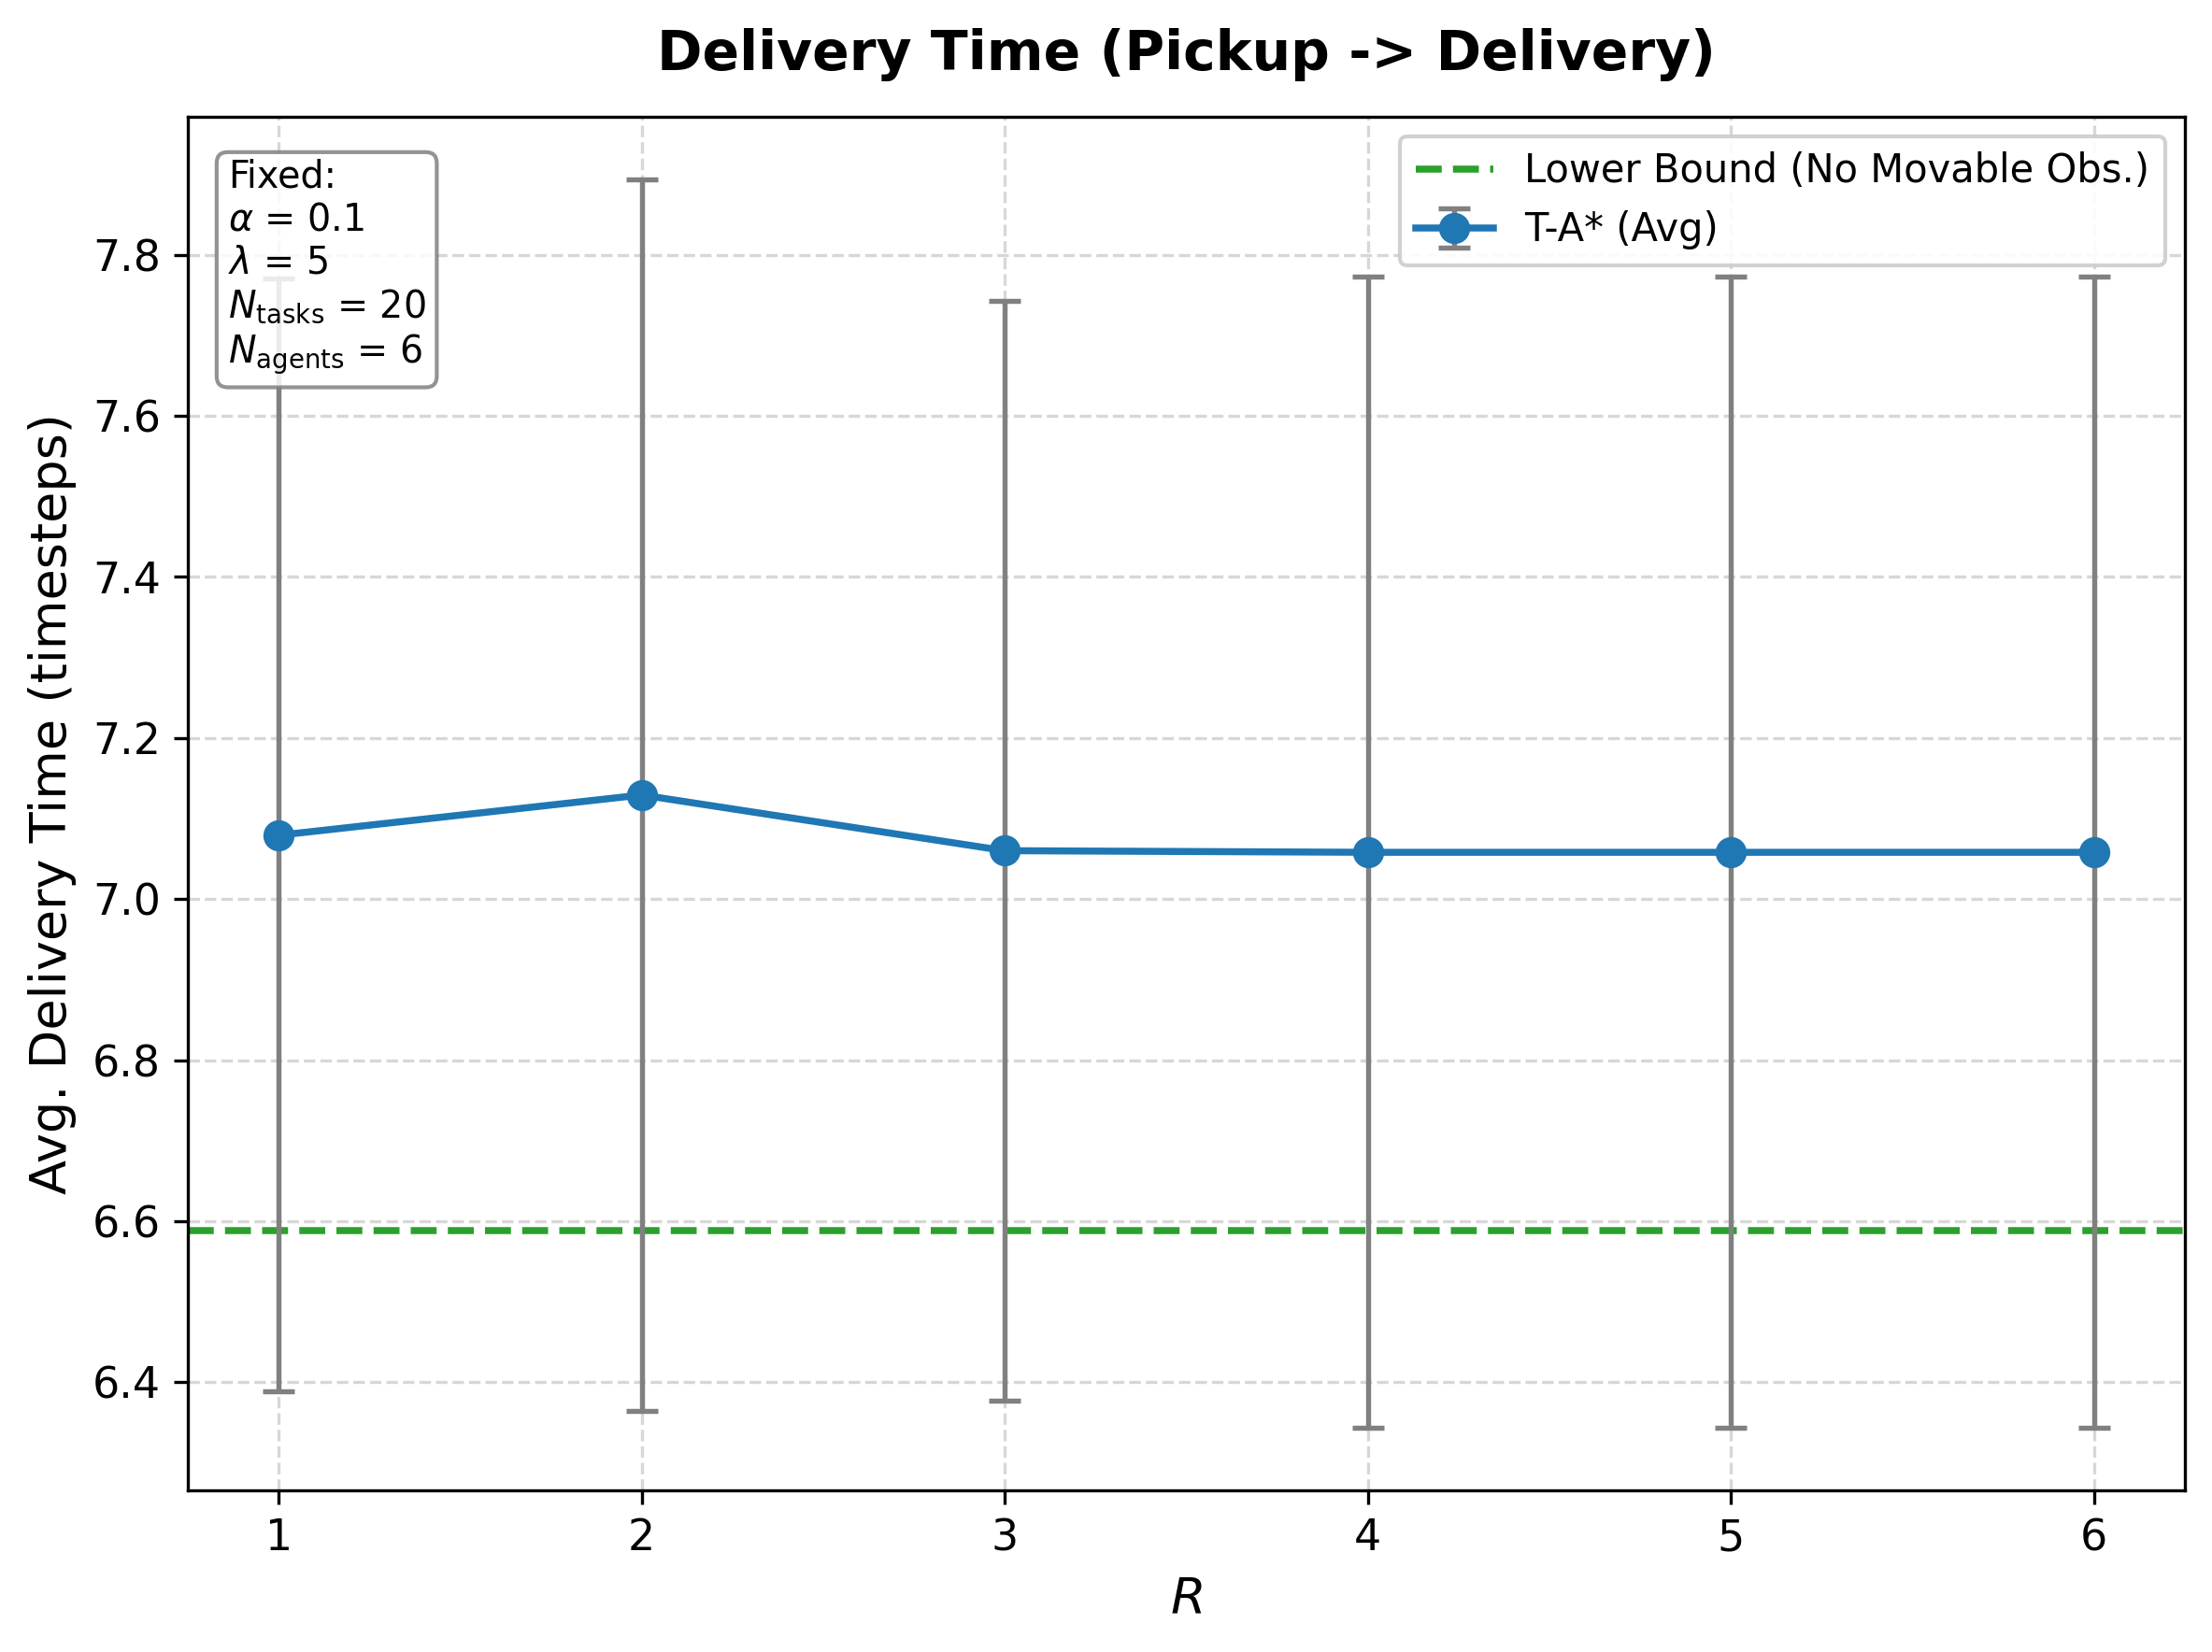 Delivery Time (Pickup -> Delivery)
Fixed:
α = 0.1
λ = 5
N_tasks = 20
N_agents = 6
Lower Bound (No Movable Obs.)
T-A* (Avg)
Avg. Delivery Time (timesteps)
7.8
7.6
7.4
7.2
7.0
6.8
6.6
6.4
1 2 3 4 5 6
R